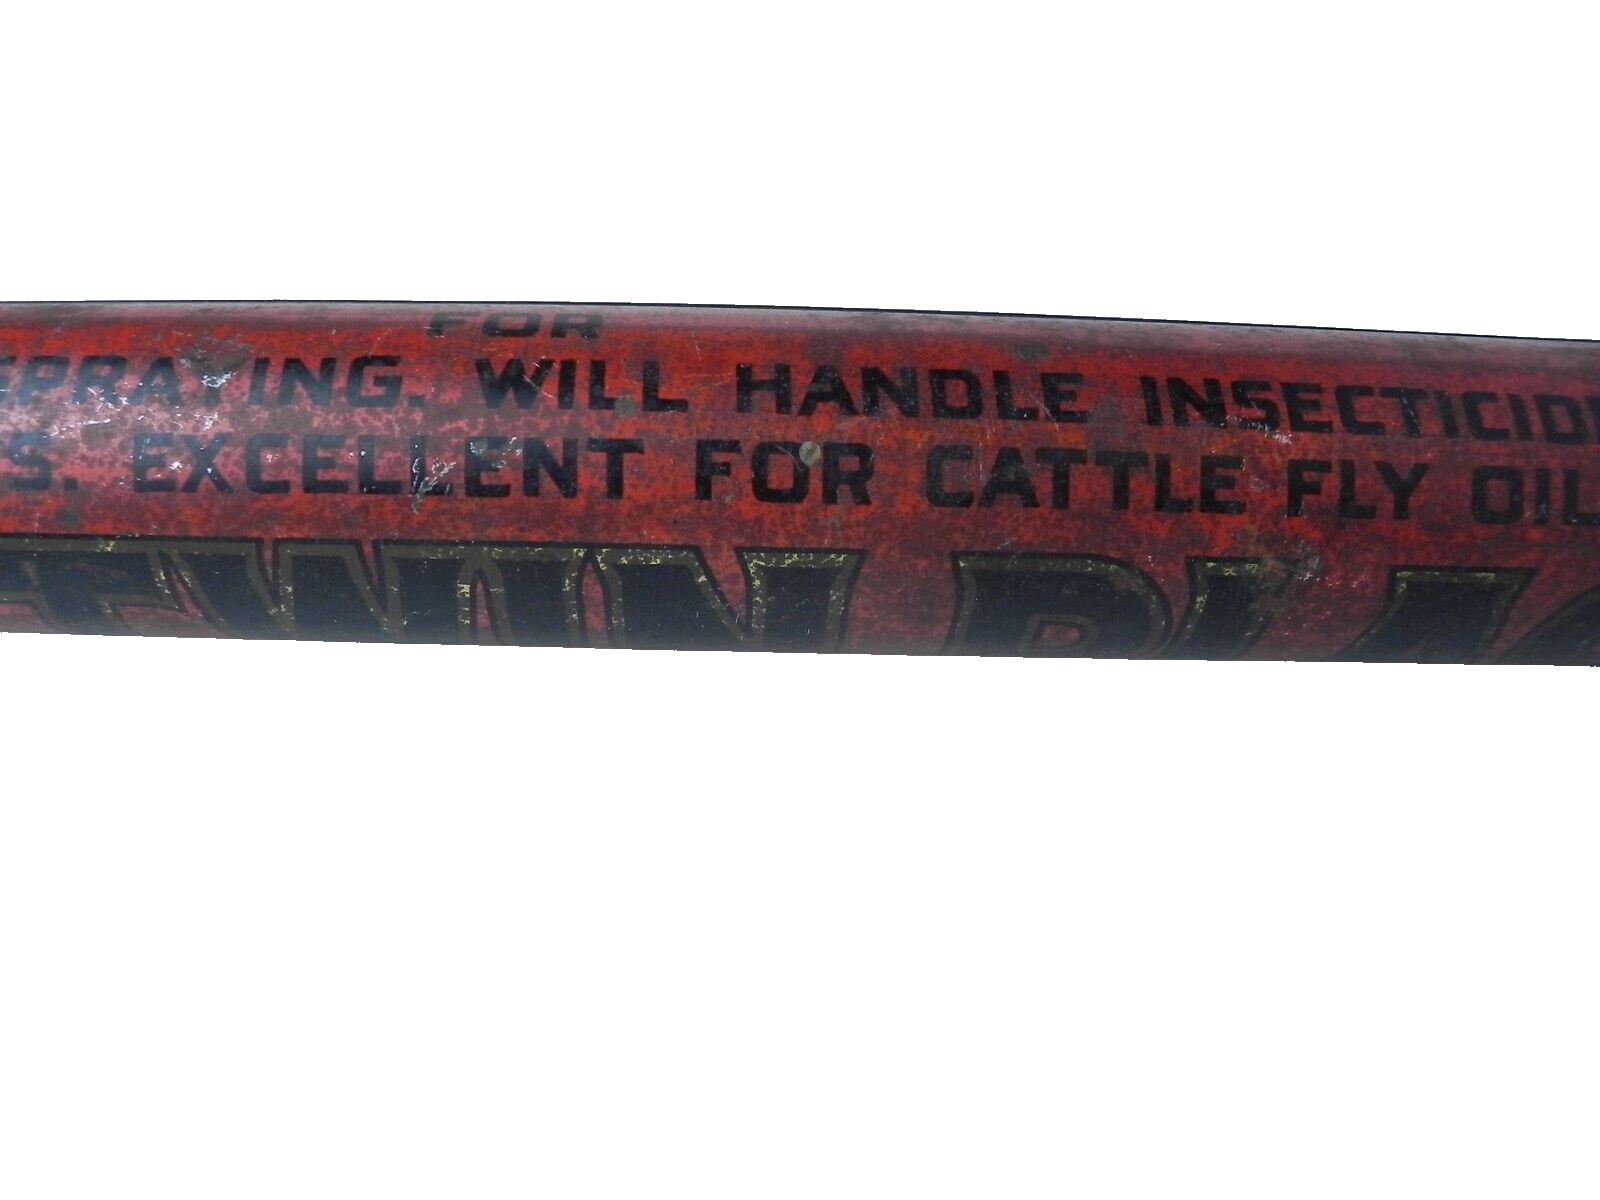 FOR
SPRAYING. WILL HANDLE INSECTICIDE
S. EXCELLENT FOR CATTLE FLY OIL